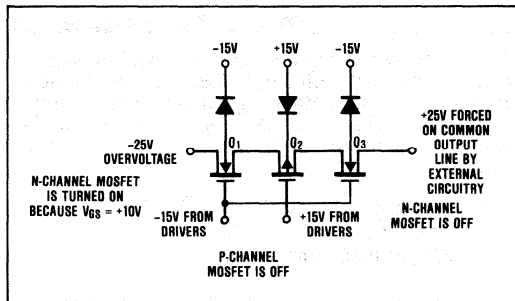 -15V +15V -15V
Q1 Q2 Q3
-25V
OVERVOLTAGE
+25V FORCED
ON COMMON
OUTPUT
LINE BY
EXTERNAL
CIRCUITRY
N-CHANNEL MOSFET
IS TURNED ON
BECAUSE VGS = +10V
-15V FROM
DRIVERS
+15V FROM
DRIVERS
N-CHANNEL
MOSFET IS OFF
P-CHANNEL
MOSFET IS OFF